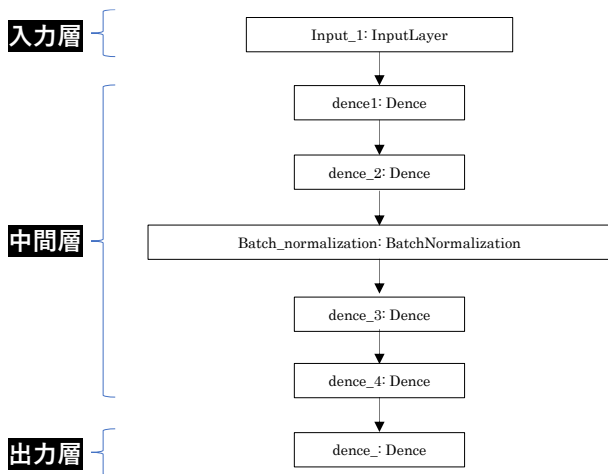 入力層
Input_1: InputLayer
dence1: Dence
dence_2: Dence
中間層
Batch_normalization: BatchNormalization
dence_3: Dence
dence_4: Dence
出力層
dence_: Dence